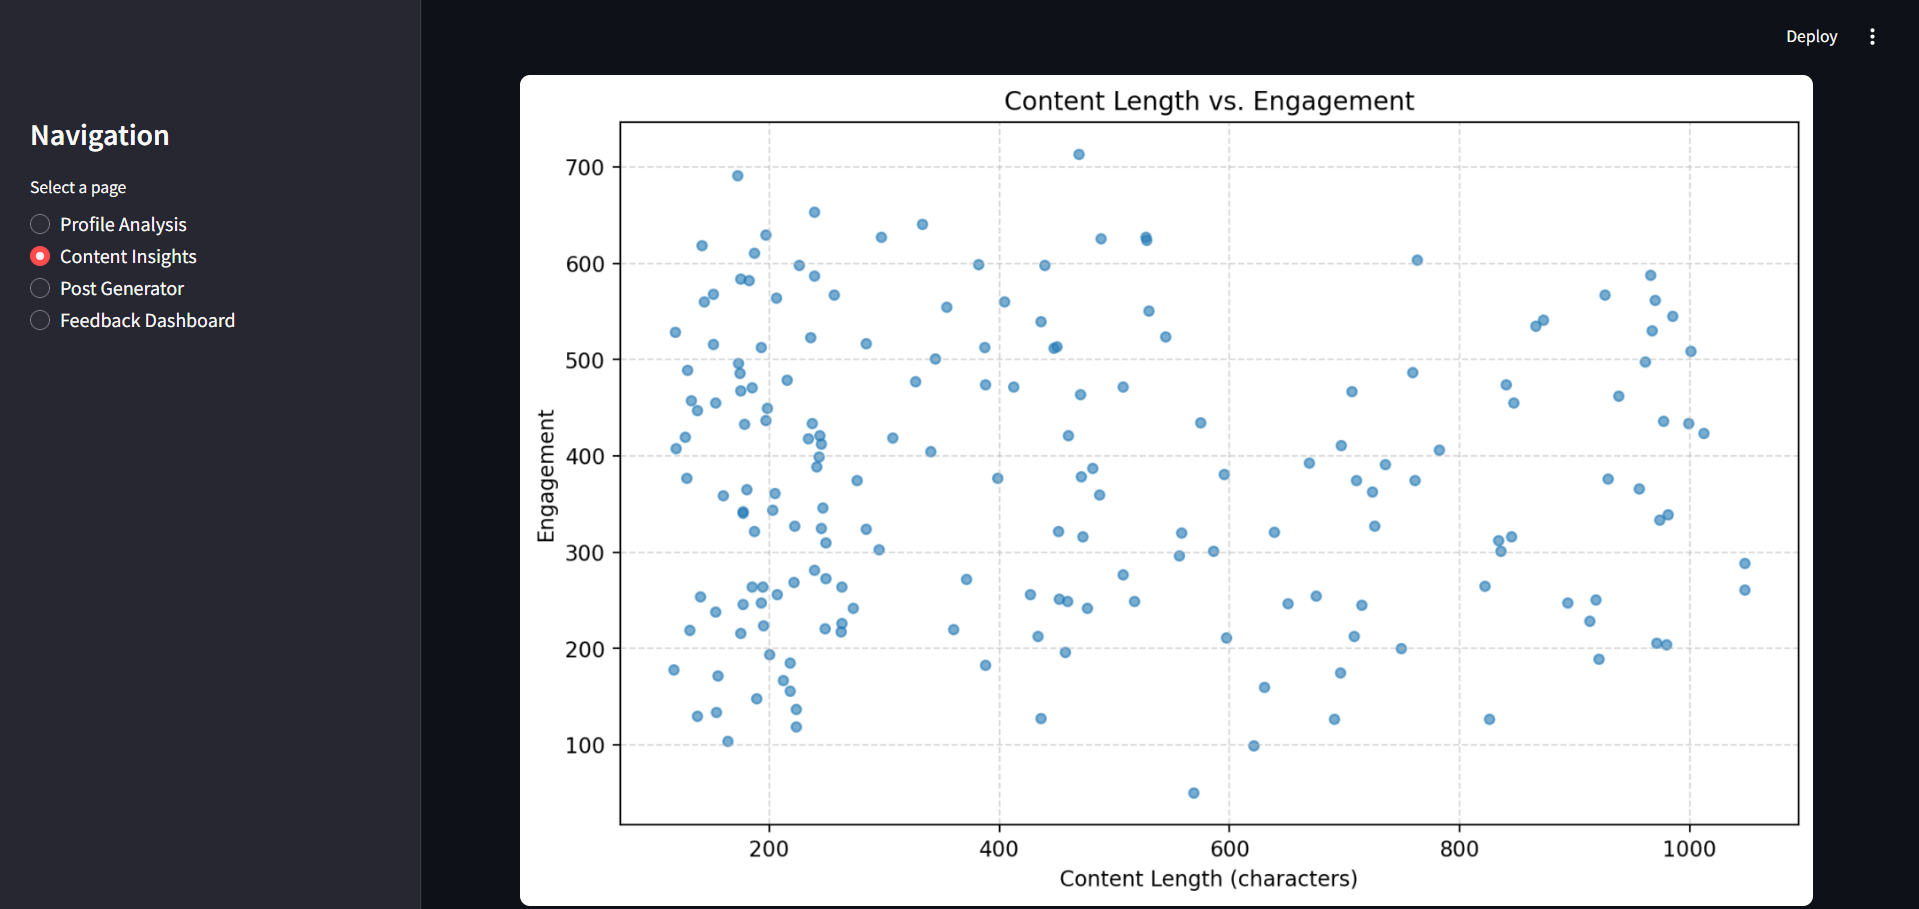 Deploy
Navigation
Select a page
Profile Analysis
Content Insights
Post Generator
Feedback Dashboard
Content Length vs. Engagement
700
600
500
400
300
200
100
Engagement
200 400 600 800 1000
Content Length (characters)